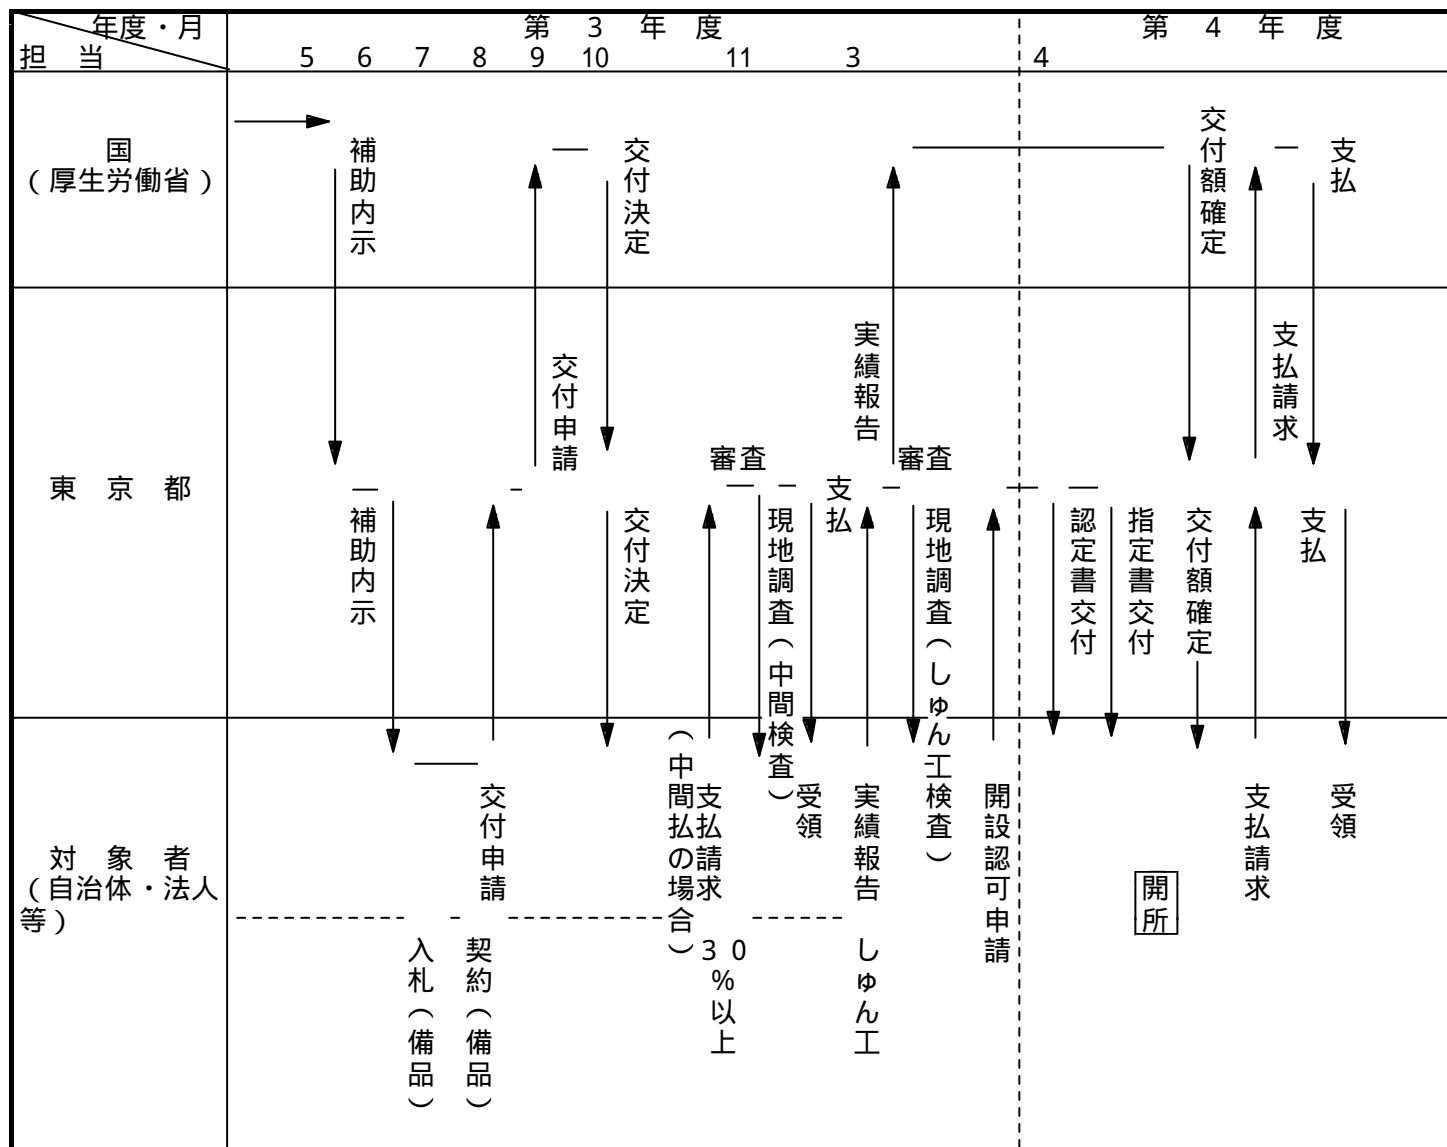 年度・月
担 当
第 3 年 度
第 4 年 度
5 6 7 8 9 10 11 3 4
国
(厚生労働省)
補助内示
交付決定
交付額確定
支払
東 京 都
交付申請
実績報告
支払請求
審査
審査
補助内示
交付決定
現地調査(中間検査)
支払
現地調査(しゅん工検査)
認定書交付
指定書交付
交付額確定
支払
対 象 者
(自治体・法人
等)
交付申請
支払請求
(中間払の場合)
受領
実績報告
開設認可申請
開所
支払請求
受領
入札(備品)
契約(備品)
30
%以上
しゅん工